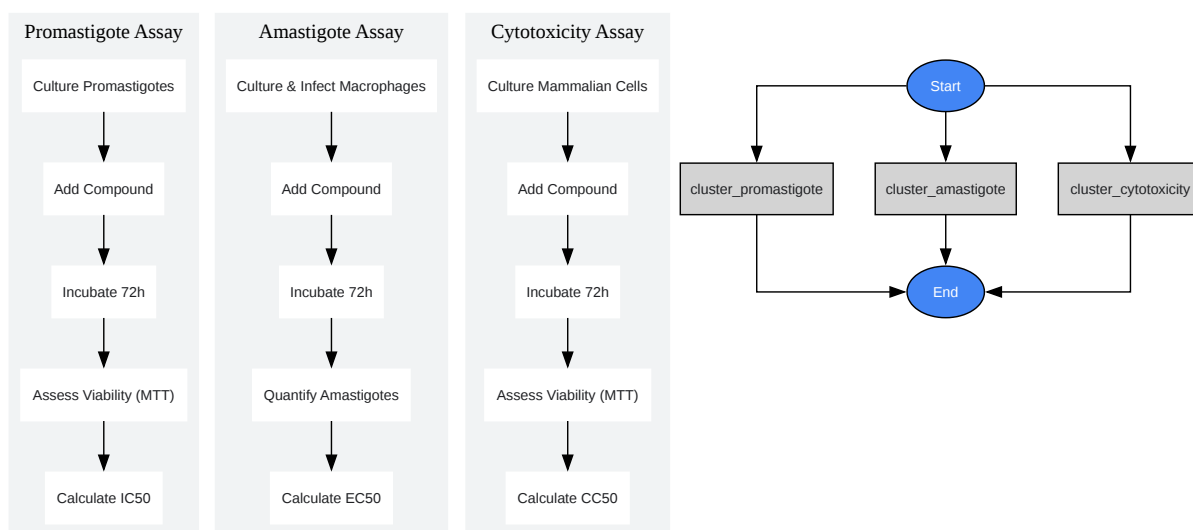 Promastigote Assay
Culture Promastigotes
Add Compound
Incubate 72h
Assess Viability (MTT)
Calculate IC50
Amastigote Assay
Culture & Infect Macrophages
Add Compound
Incubate 72h
Quantify Amastigotes
Calculate EC50
Cytotoxicity Assay
Culture Mammalian Cells
Add Compound
Incubate 72h
Assess Viability (MTT)
Calculate CC50
Start
cluster_promastigote
cluster_amastigote
cluster_cytotoxicity
End